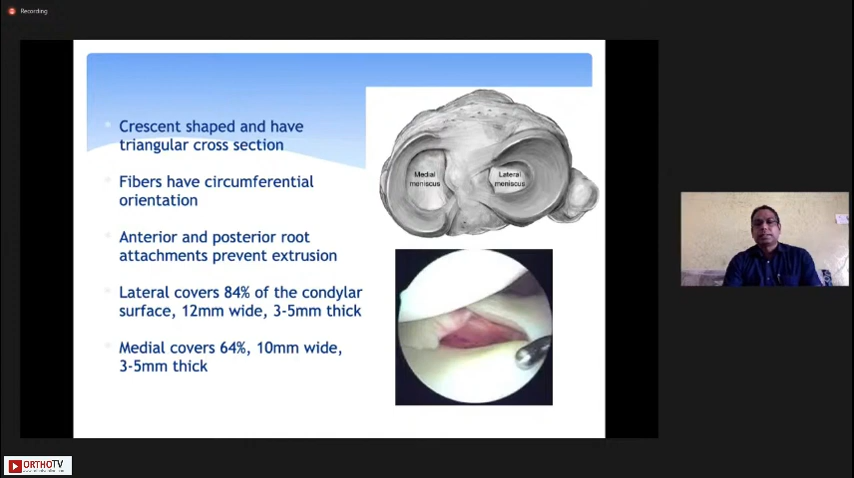 Recording
Crescent shaped and have
triangular cross section
Fibers have circumferential
orientation
Anterior and posterior root
attachments prevent extrusion
Lateral covers 84% of the condylar
surface, 12mm wide, 3-5mm thick
Medial covers 64%, 10mm wide,
3-5mm thick
Medial
meniscus
Lateral
meniscus
ORTHOTV